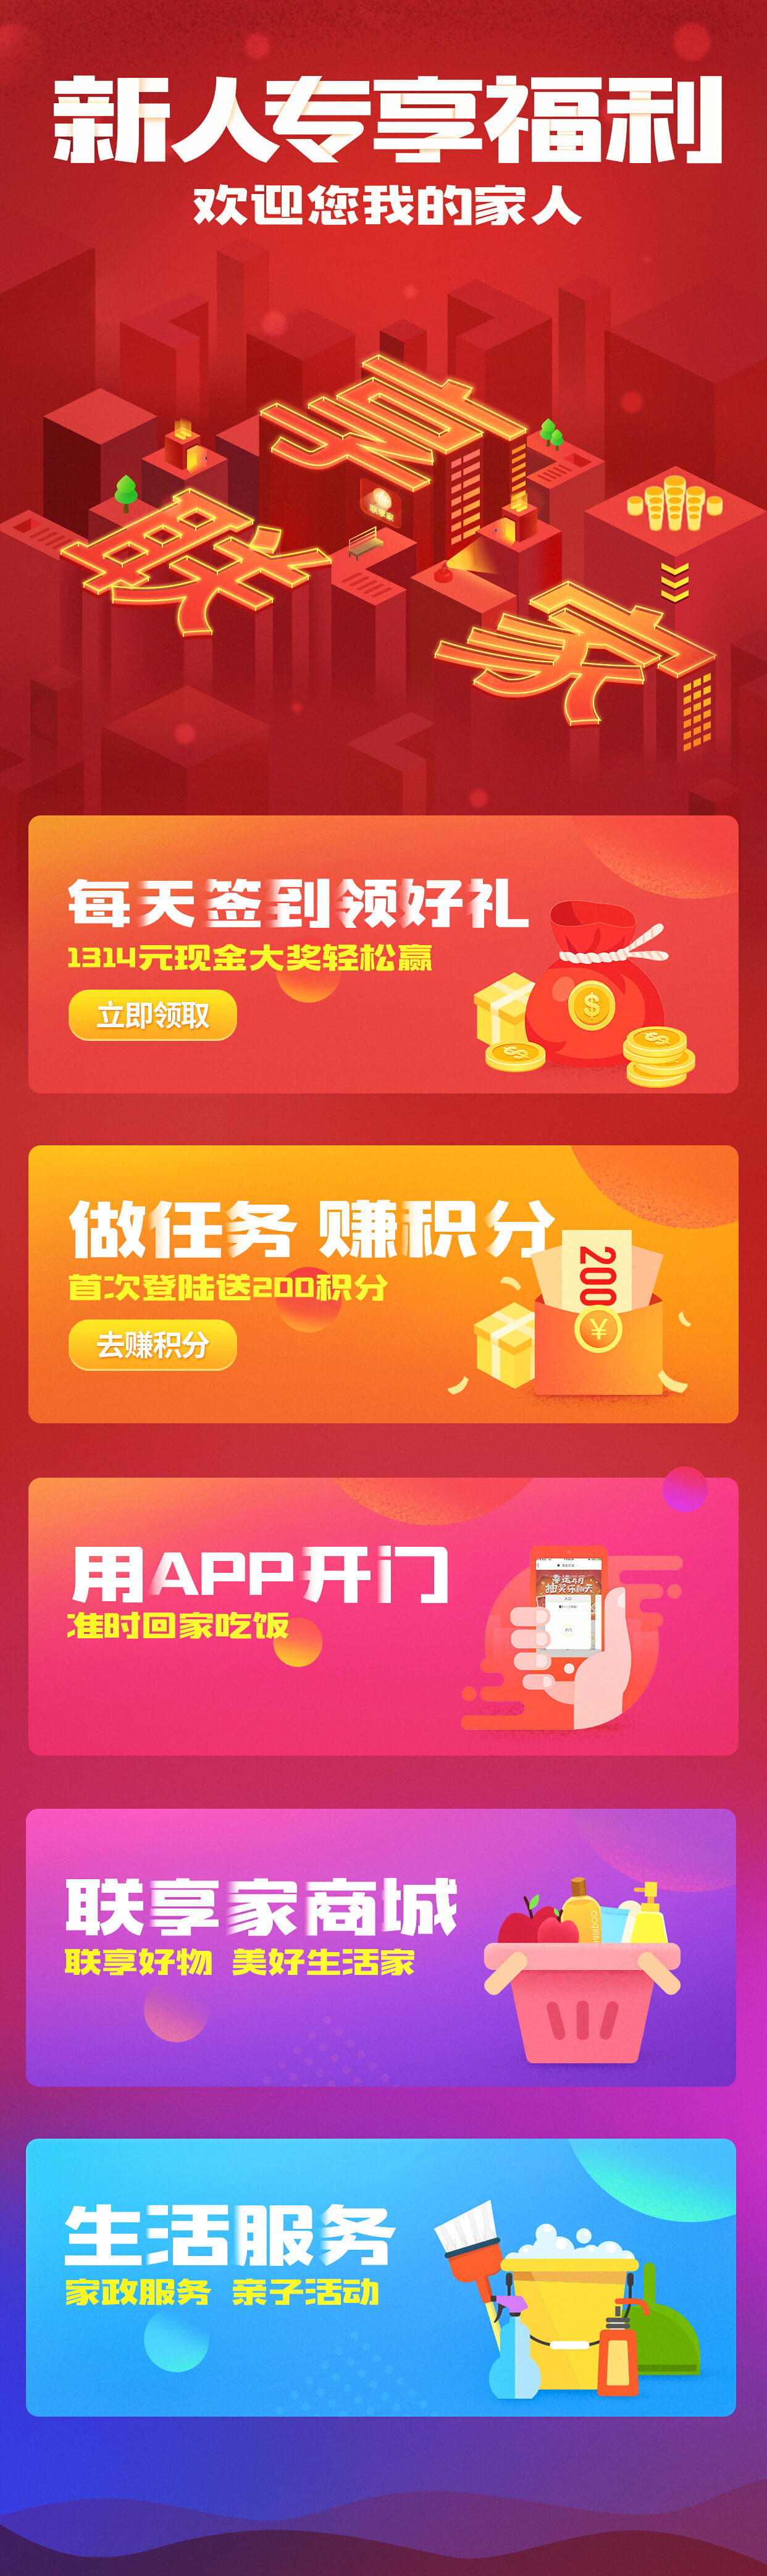 新人专享福利
欢迎您我的家人
享
联享家
联
家
每天签到领好礼
1314元现金大奖轻松赢
立即领取
做任务 赚积分
首次登陆送200积分
200
去赚积分
用APP开门
准时回家吃饭
联享家商城
联享好物 美好生活家
生活服务
家政服务 亲子活动